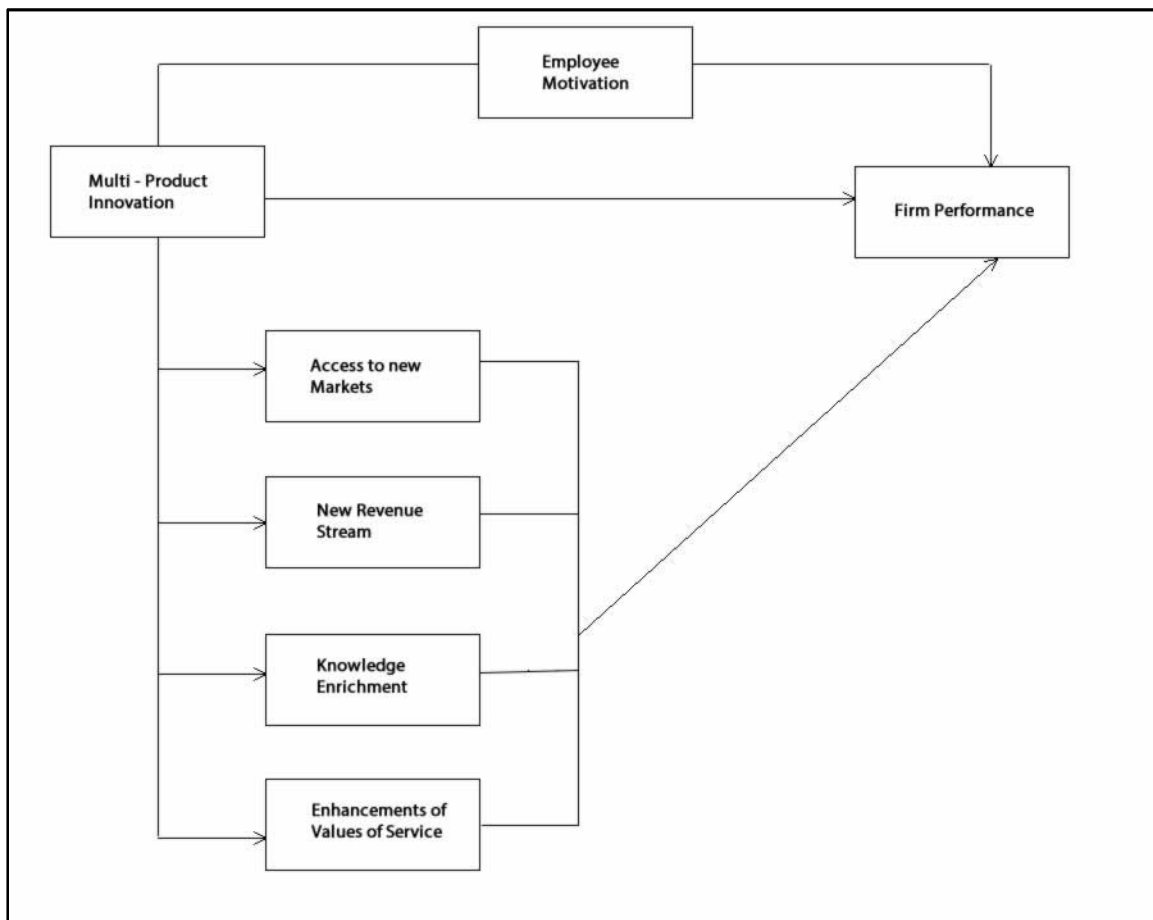 Employee
Motivation
Multi - Product
Innovation
Firm Performance
Access to new
Markets
New Revenue
Stream
Knowledge
Enrichment
Enhancements of
Values of Service